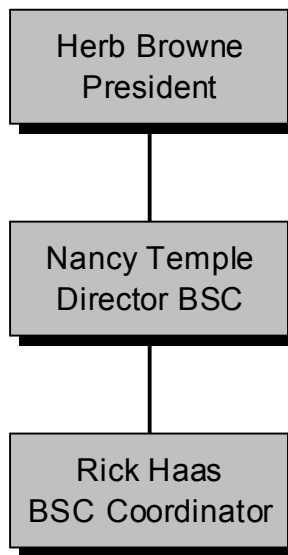 Herb Browne
President
Nancy Temple
Director BSC
Rick Haas
BSC Coordinator